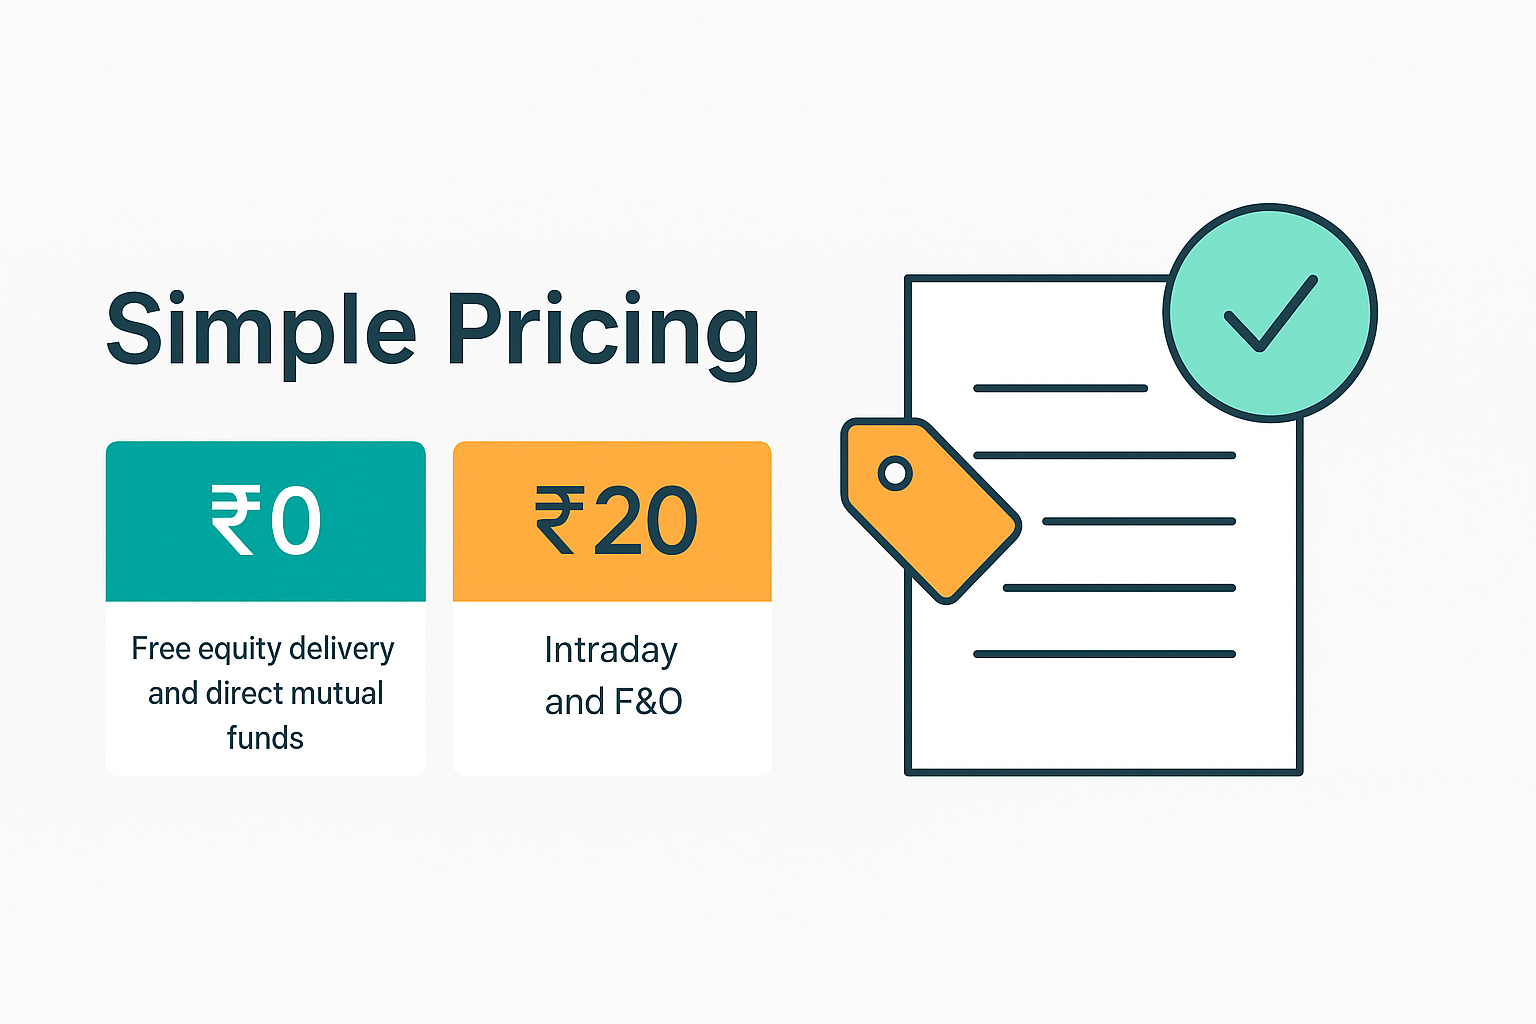 Simple Pricing
₹0
Free equity delivery
and direct mutual
funds
₹20
Intraday
and F&O